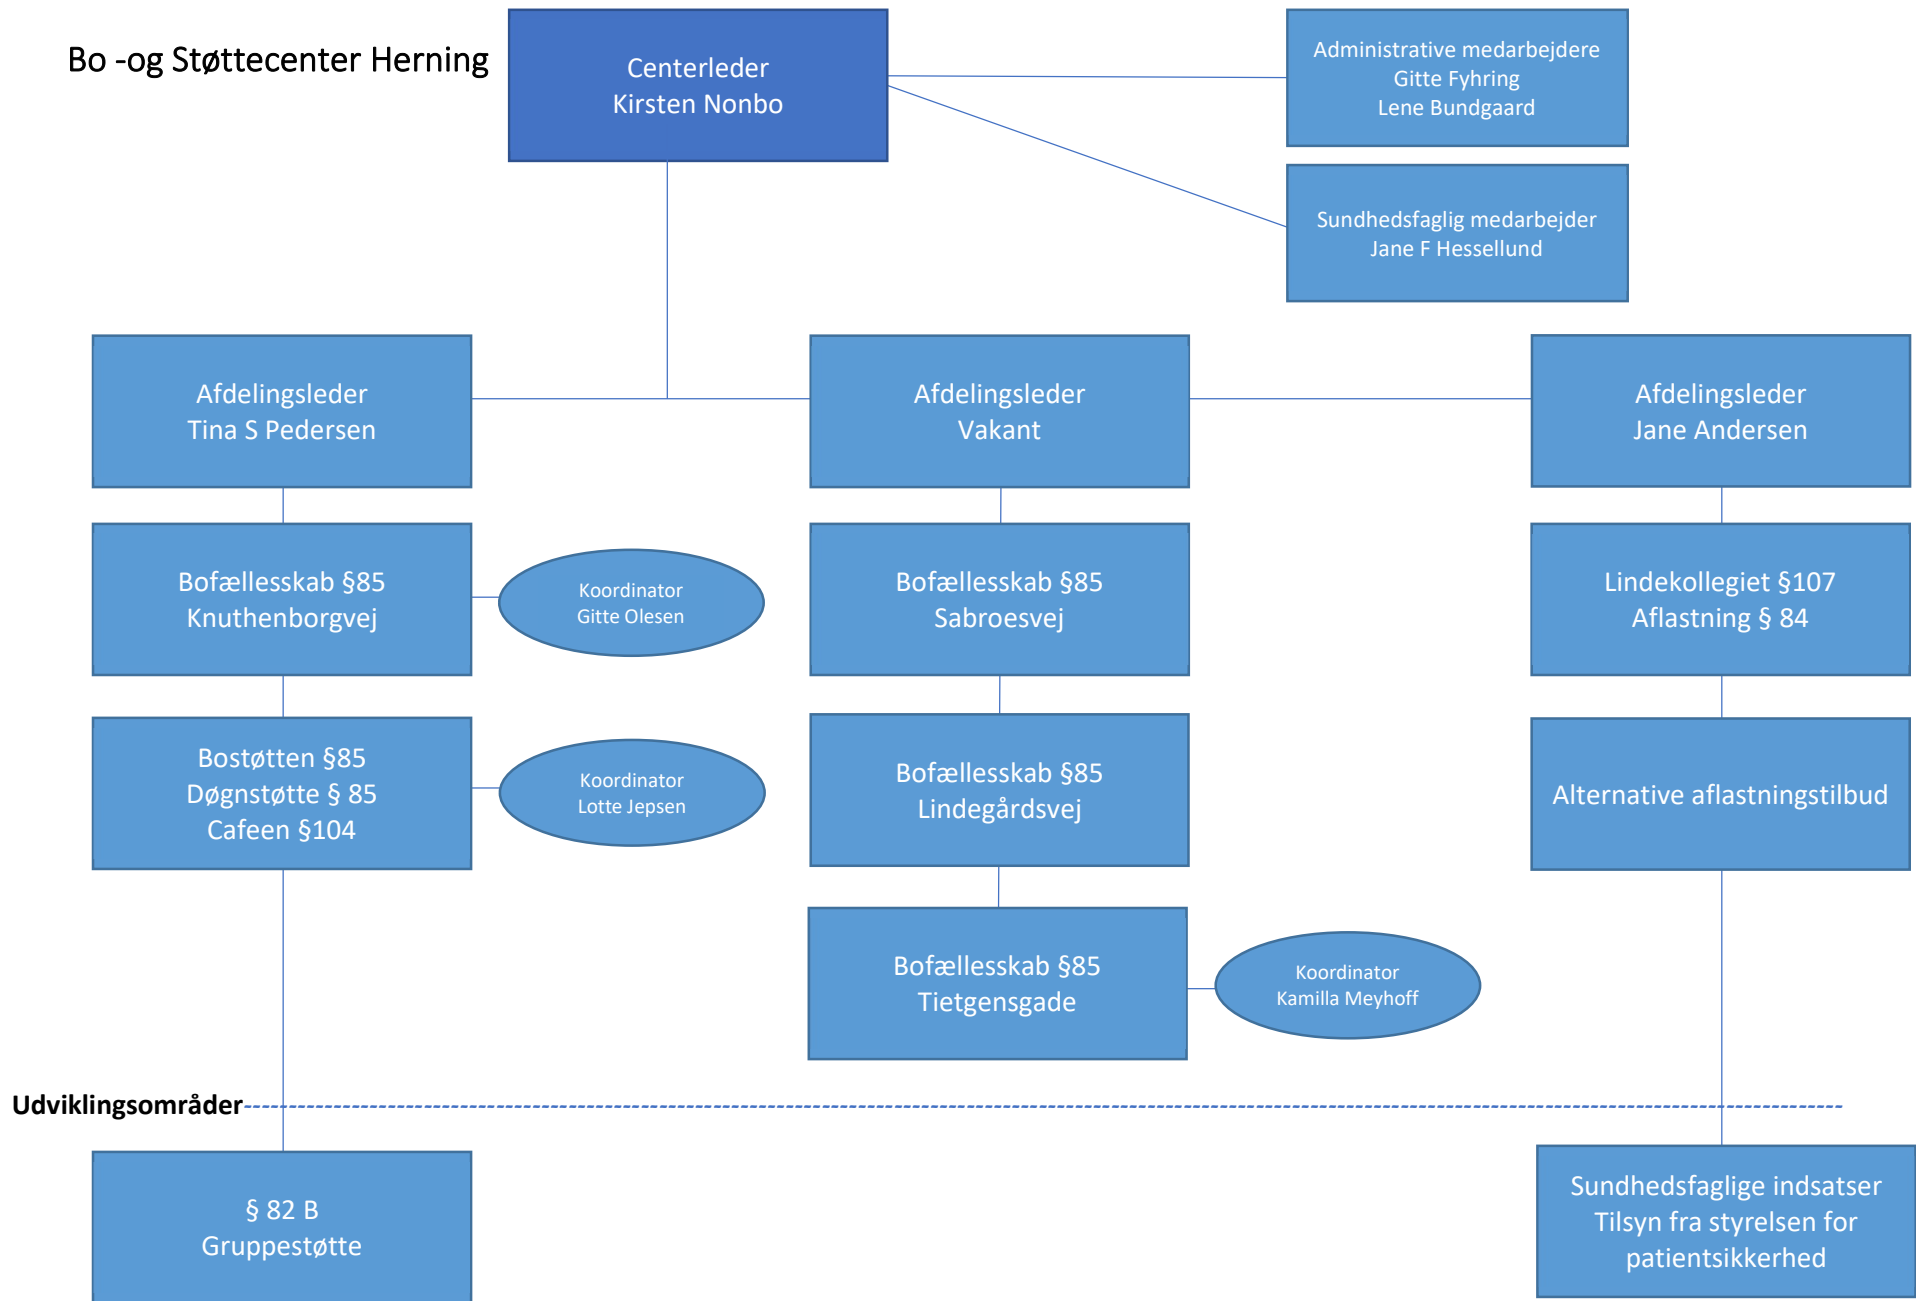 Bo -og Støttecenter Herning
Centerleder
Kirsten Nonbo
Administrative medarbejdere
Gitte Fyhring
Lene Bundgaard
Sundhedsfaglig medarbejder
Jane F Hessellund
Afdelingsleder
Tina S Pedersen
Afdelingsleder
Vakant
Afdelingsleder
Jane Andersen
Bofællesskab §85
Knuthenborgvej
Koordinator
Gitte Olesen
Bofællesskab §85
Sabroesvej
Lindekollegiet §107
Aflastning § 84
Bostøtten §85
Døgnstøtte § 85
Cafeen §104
Koordinator
Lotte Jepsen
Bofællesskab §85
Lindegårdsvej
Alternative aflastningstilbud
Bofællesskab §85
Tietgensgade
Koordinator
Kamilla Meyhoff
Udviklingsområder
§ 82 B
Gruppestøtte
Sundhedsfaglige indsatser
Tilsyn fra styrelsen for
patientsikkerhed